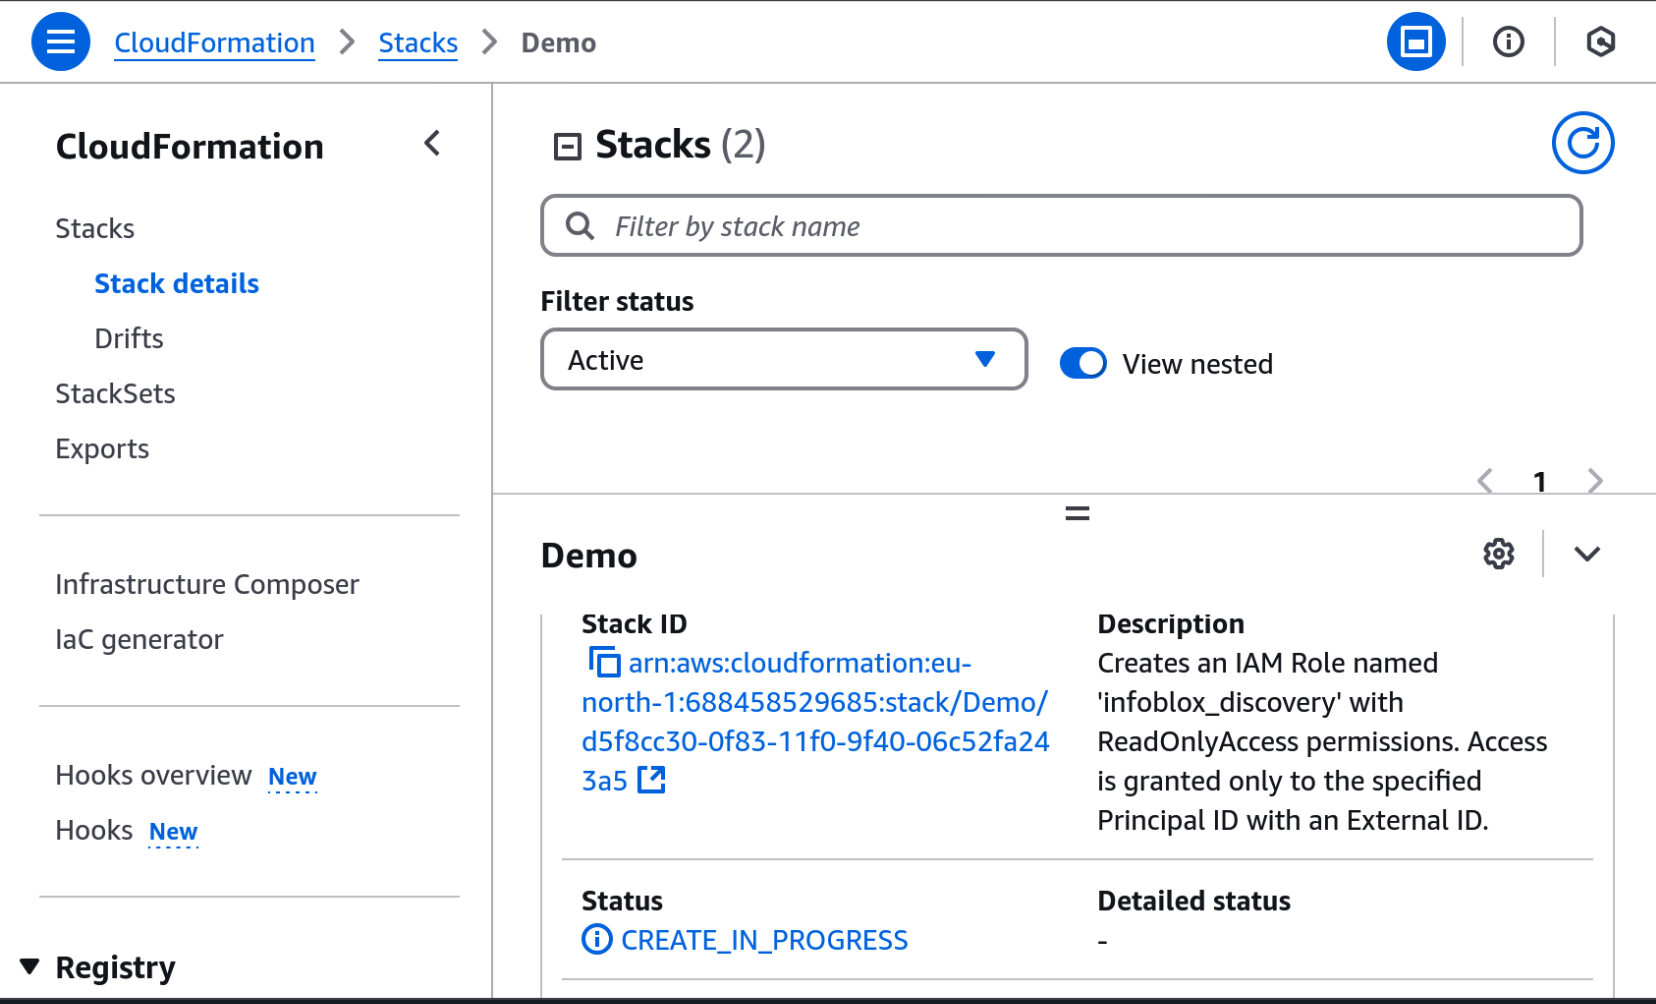 CloudFormation > Stacks > Demo
CloudFormation
Stacks
Stack details
Drifts
StackSets
Exports
Infrastructure Composer
IaC generator
Hooks overview New
Hooks New
Registry
Stacks (2)
Filter by stack name
Filter status
Active
View nested
1
Demo
Stack ID
arn:aws:cloudformation:eu-
north-1:688458529685:stack/Demo/
d5f8cc30-0f83-11f0-9f40-06c52fa24
3a5
Description
Creates an IAM Role named
'infoblox_discovery' with
ReadOnlyAccess permissions. Access
is granted only to the specified
Principal ID with an External ID.
Status
CREATE_IN_PROGRESS
Detailed status
-